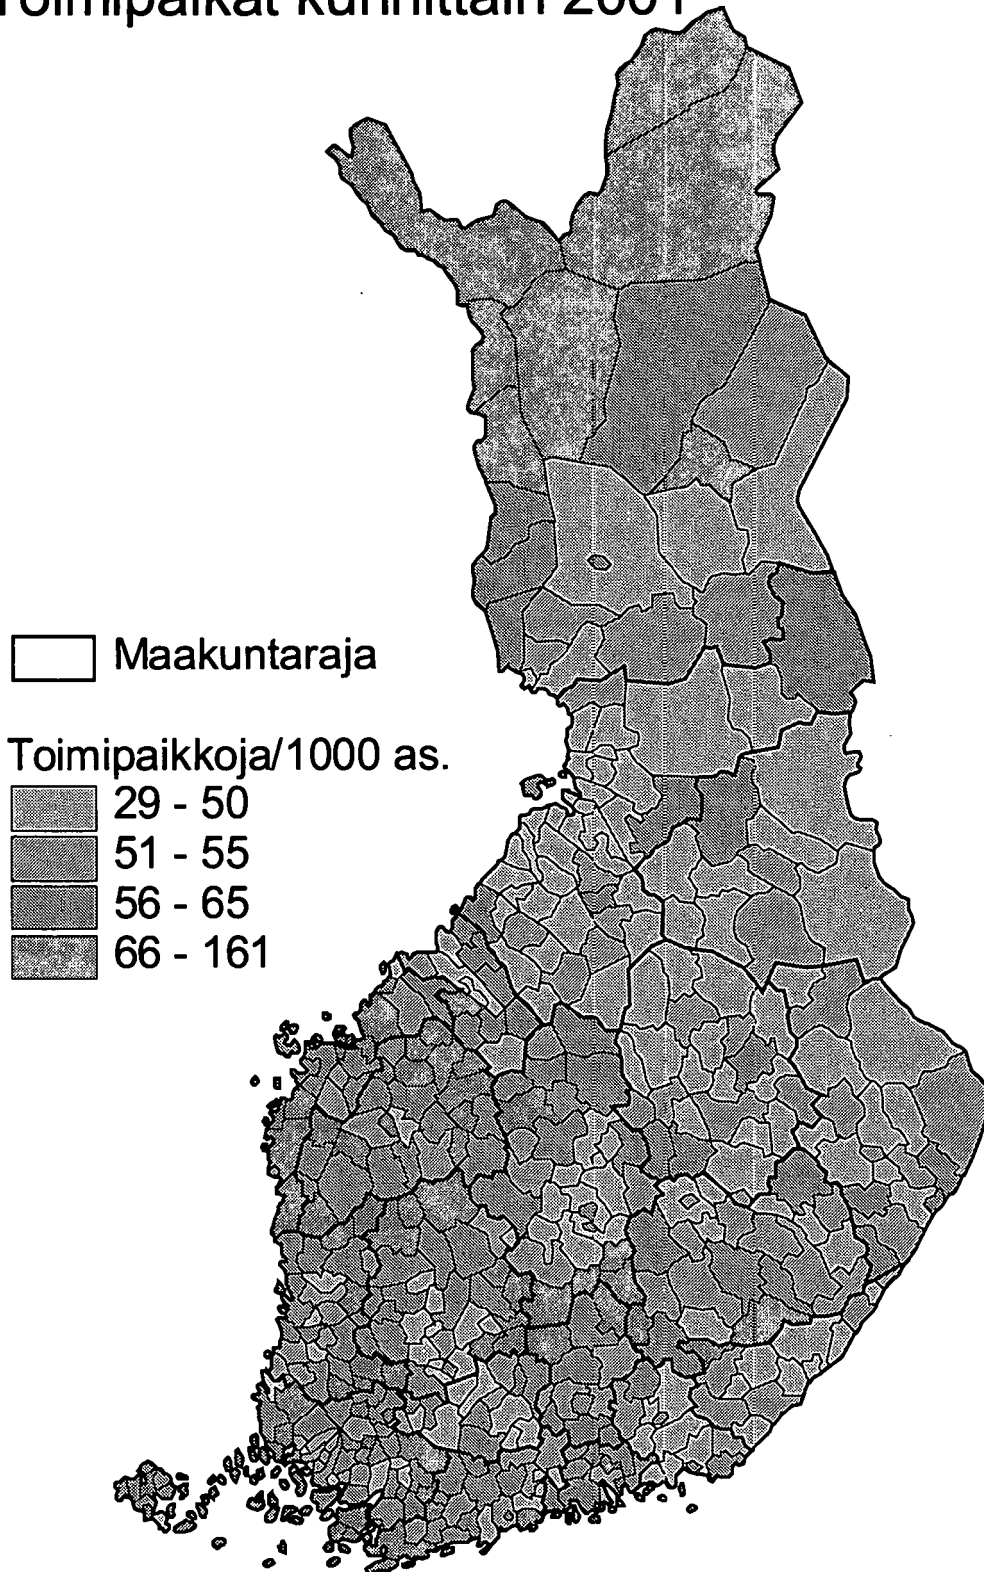 Toimipaikat kunnittain 2001
Maakuntaraja
Toimipaikkoja/1000 as.
29 - 50
51 - 55
56 - 65
66 - 161